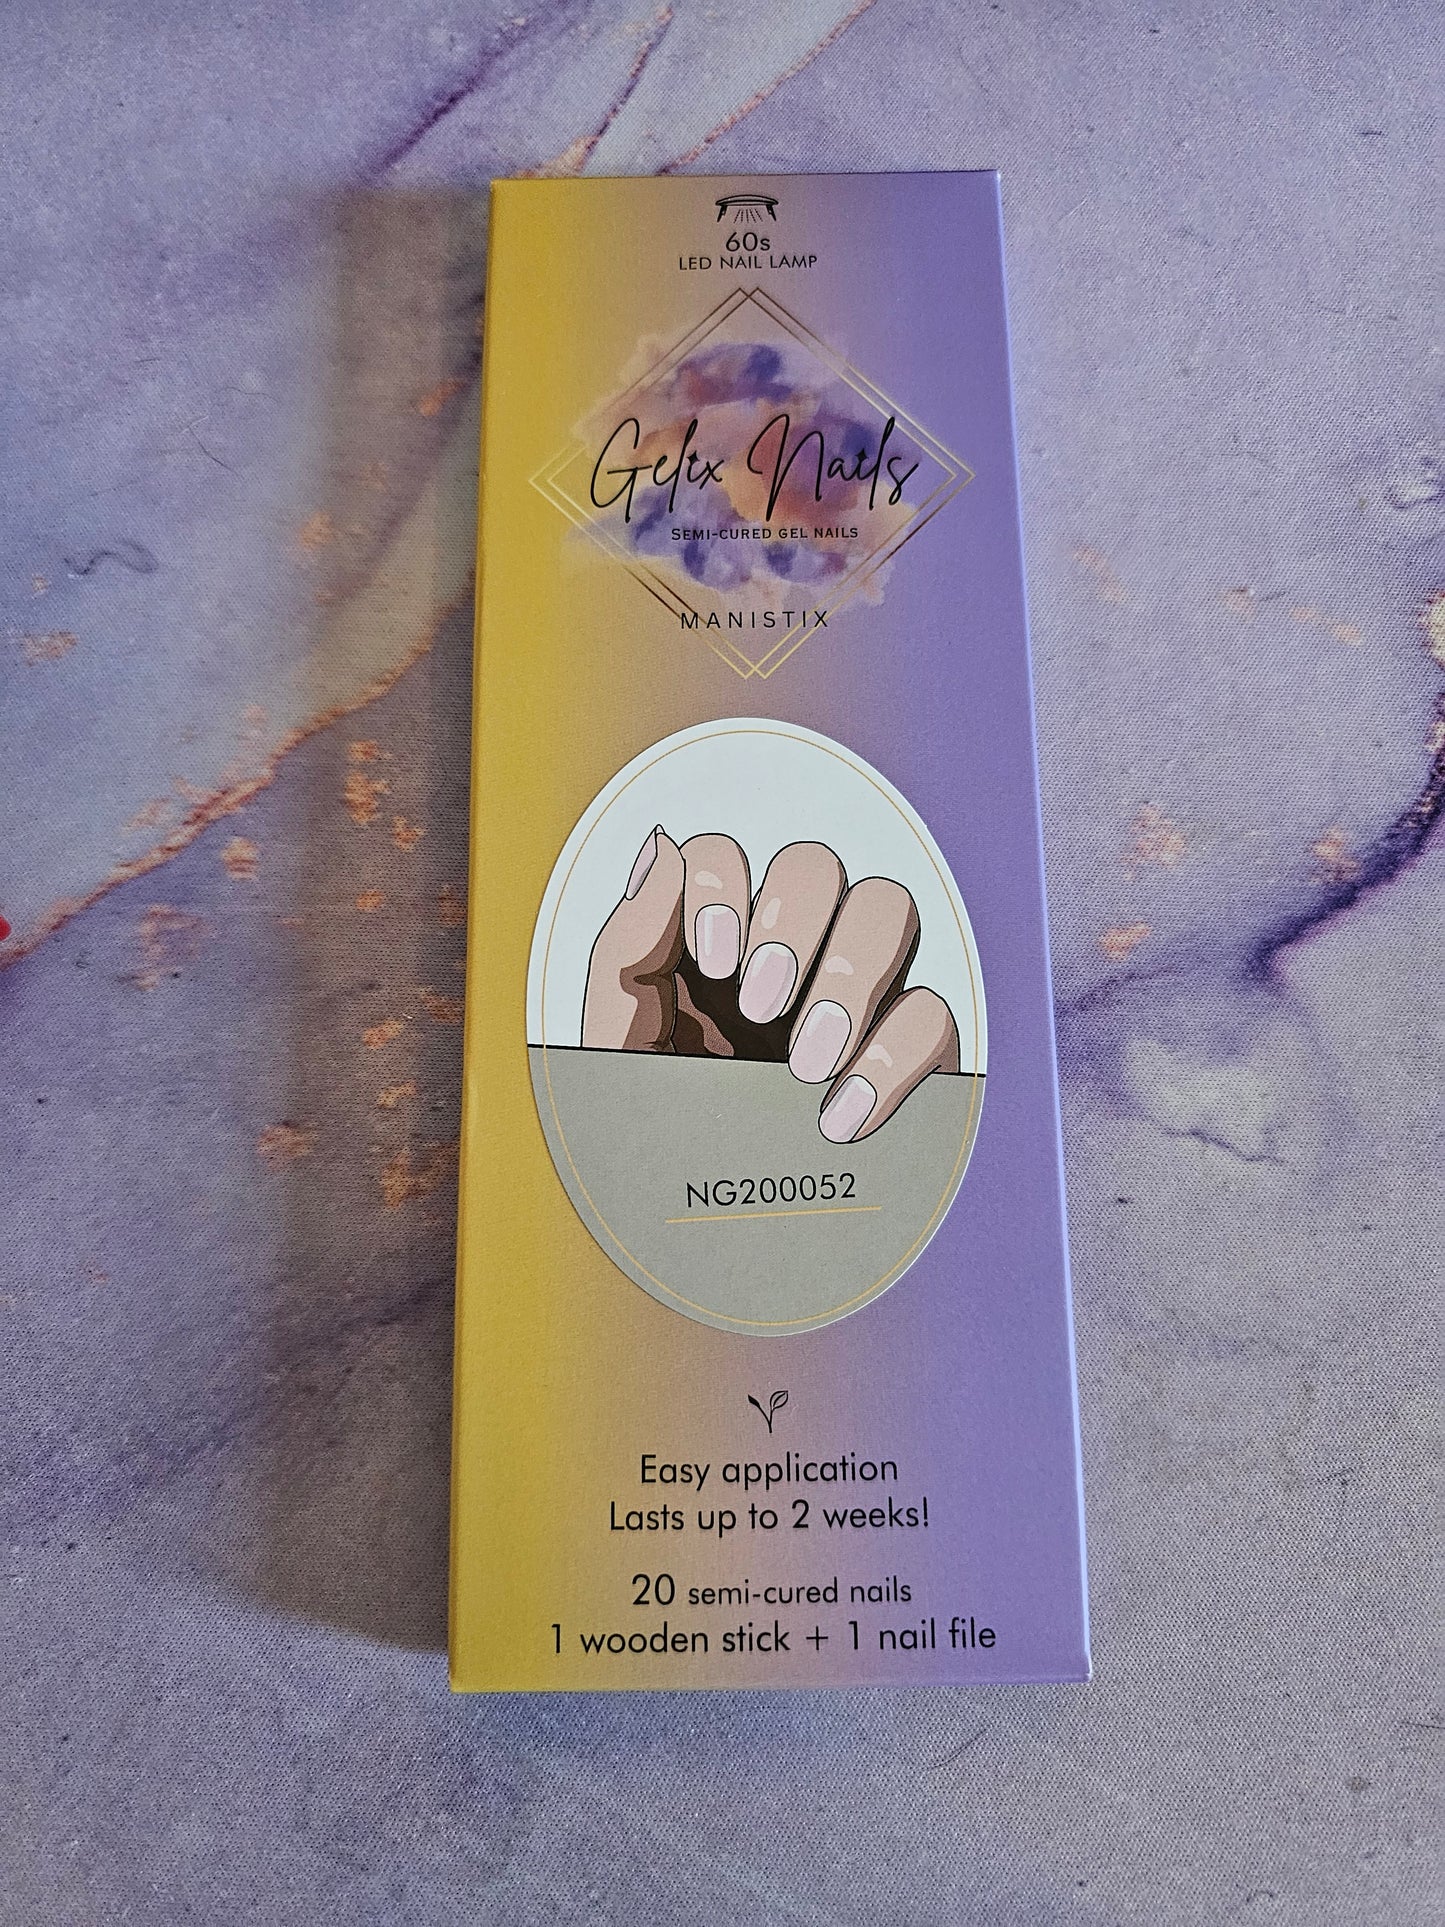 60s
LED NAIL LAMP
Gelix Nails
SEMI-CURED GEL NAILS
MANISTIX
NG200052
Easy application
Lasts up to 2 weeks!
20 semi-cured nails
1 wooden stick + 1 nail file